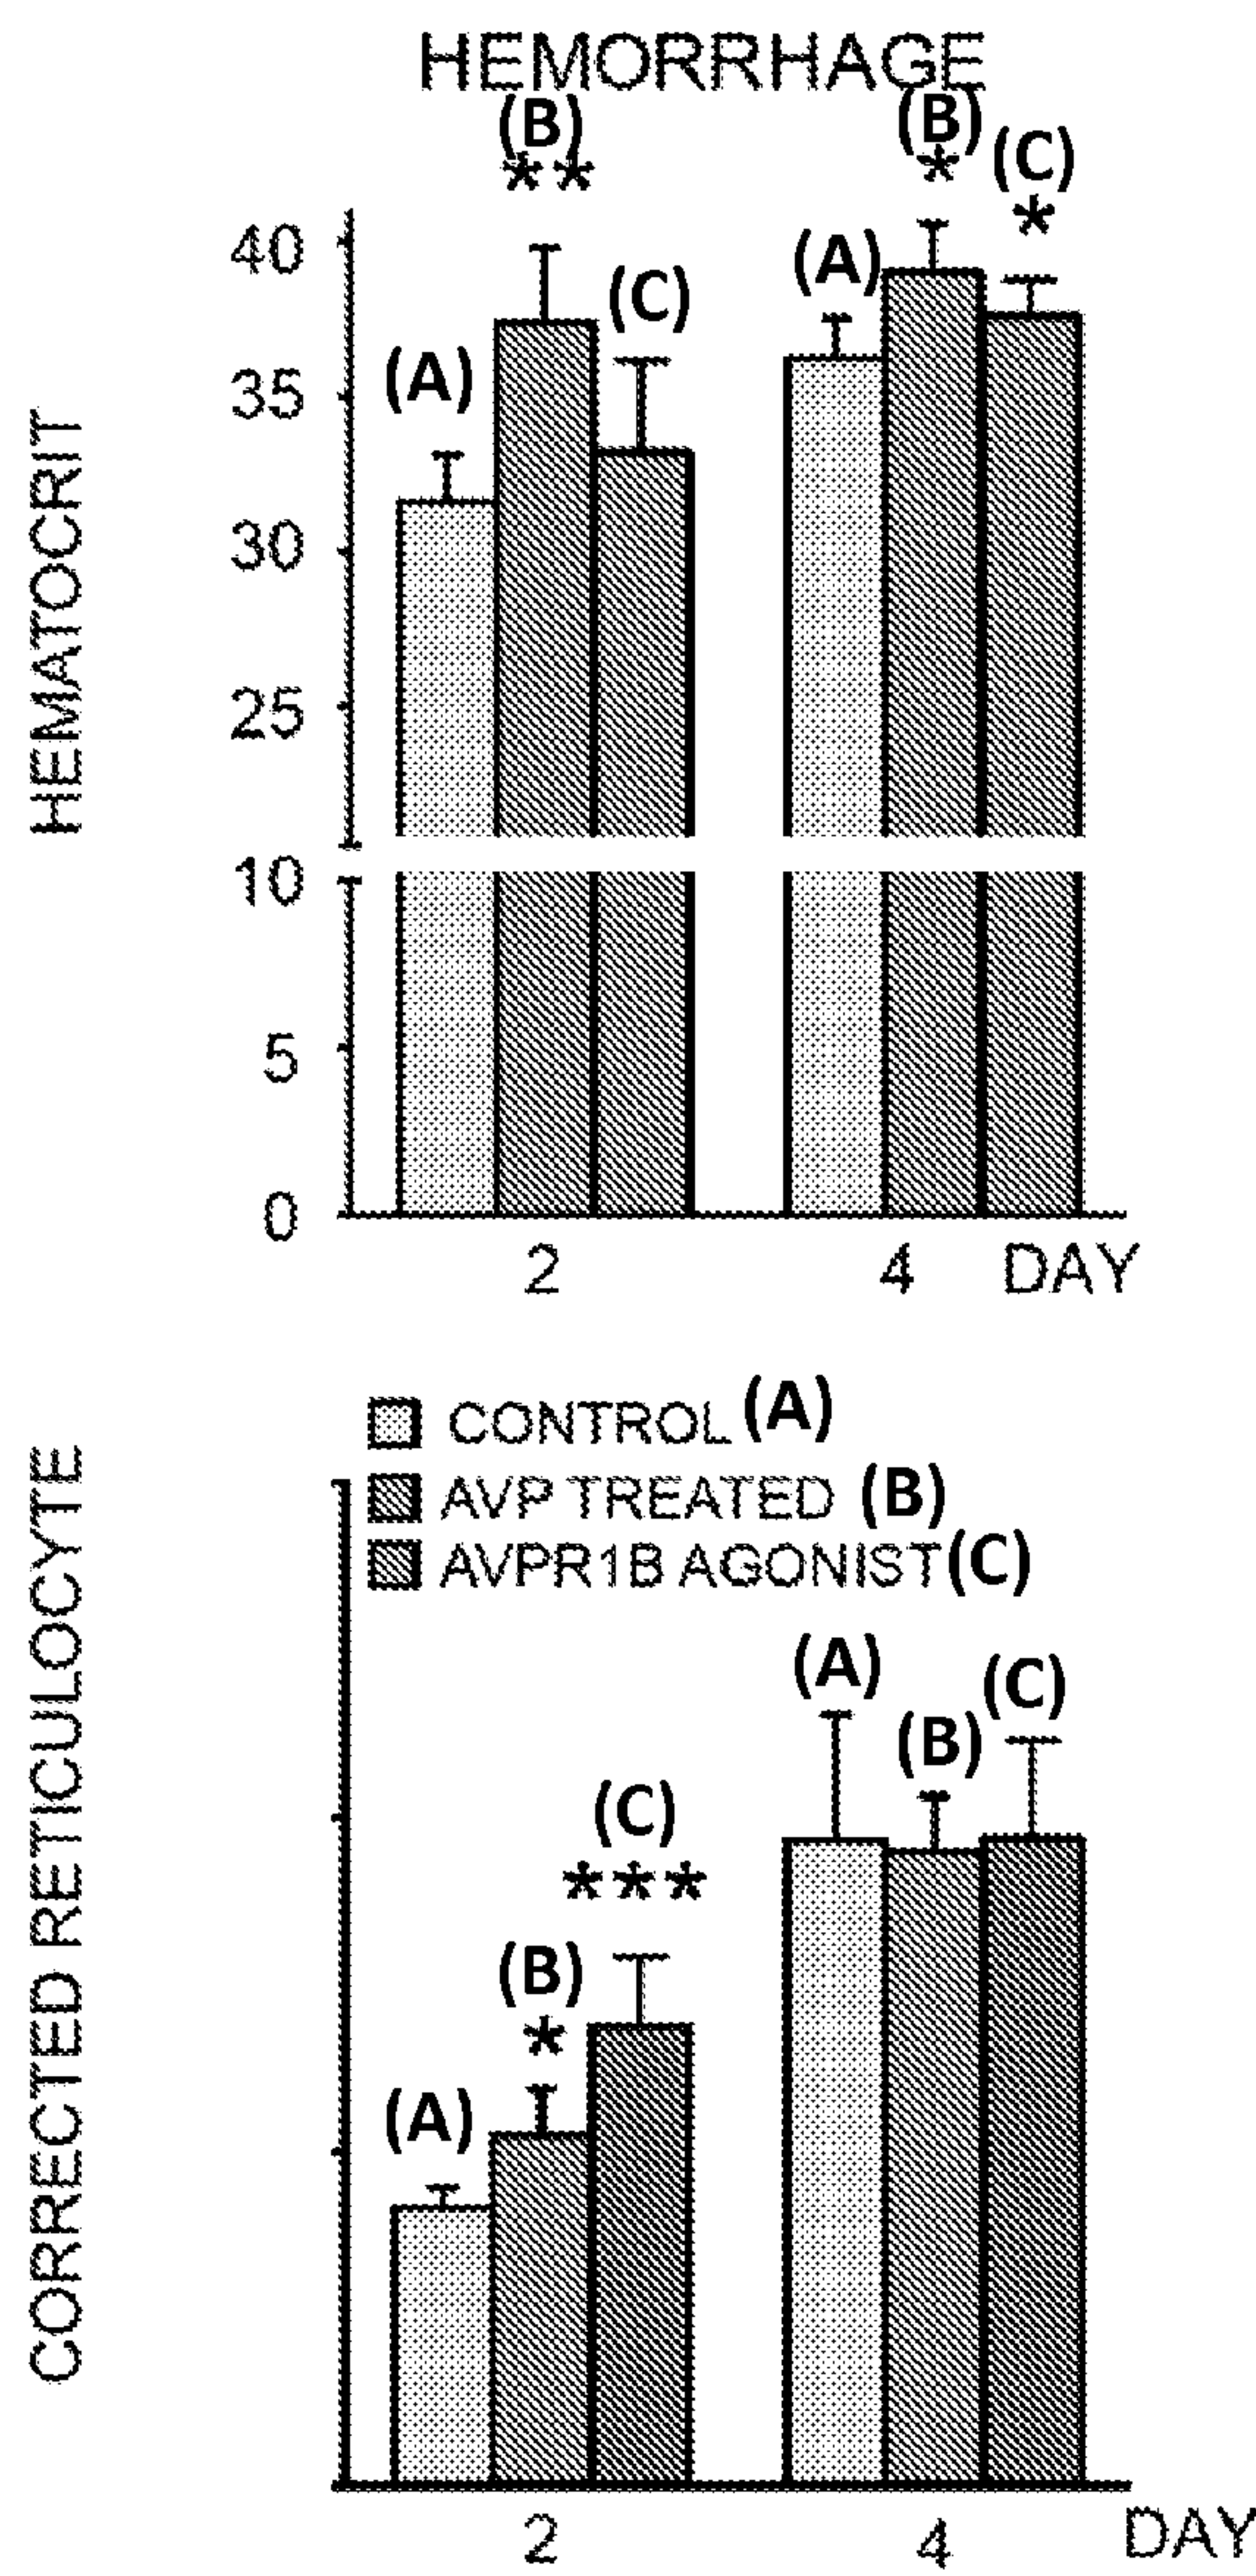 HEMORRHAGE
(B)
**
(B)
*
(C)
*
(A)
(C)
(A)
HEMATOCRIT
40
35
30
25
10
5
0
2
4
DAY
CONTROL (A)
AVP TREATED (B)
AVPR1B AGONIST (C)
CORRECTED RETICULOCYTE
(A)
(C)
(B)
(C)
***
(B)
*
(A)
2
4
DAY